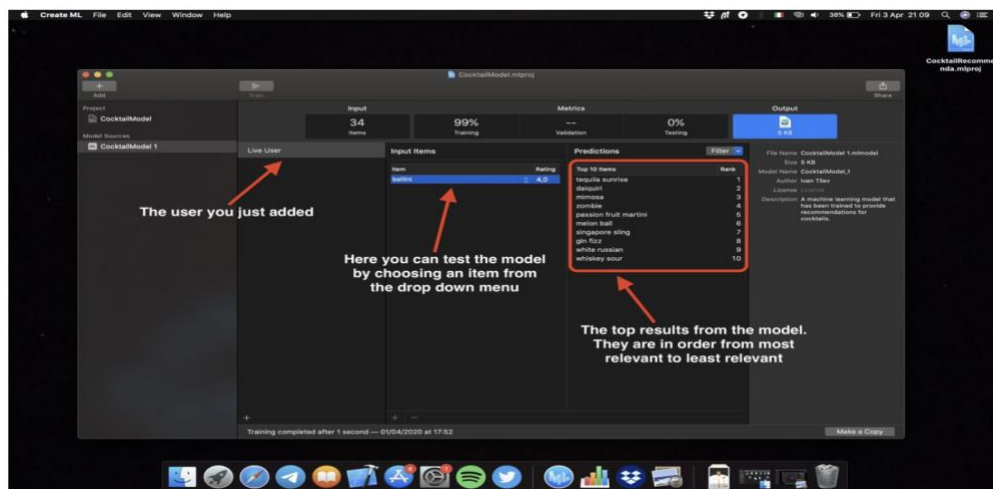 Create ML File Edit View Window Help
38% Fri 3 Apr 21 09
CocktailRecomme
nda.mlproj
CocktailModel.mlproj
Add
Train
Share
Project
CocktailModel
Model Sources
CocktailModel 1
Input
34
Items
Metrics
99%
Training
--
Validation
0%
Testing
Output
5 KB
Live User
Input Items
Item Rating
bellini 4,0
Predictions
Filter
Top 10 Items Rank
tequila sunrise 1
daiquiri 2
mimosa 3
zombie 4
passion fruit martini 5
melon ball 6
singapore sling 7
gin fizz 8
white russian 9
whiskey sour 10
File Name CocktailModel 1.mlmodel
Size 5 KB
Model Name CocktailModel_1
Author Ivan Tilev
License License
Description A machine learning model that
has been trained to provide
recommendations for
cocktails.
The user you just added
Here you can test the model
by choosing an item from
the drop down menu
The top results from the model.
They are in order from most
relevant to least relevant
Training completed after 1 second — 01/04/2020 at 17:52
Make a Copy